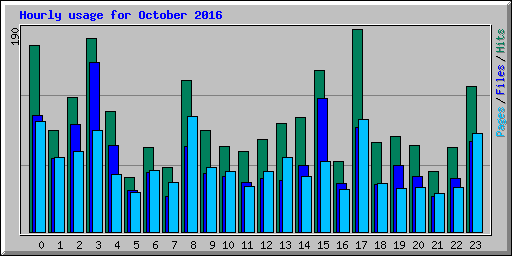 Hourly usage for October 2016
190
Pages / Files / Hits
0 1 2 3 4 5 6 7 8 9 10 11 12 13 14 15 16 17 18 19 20 21 22 23